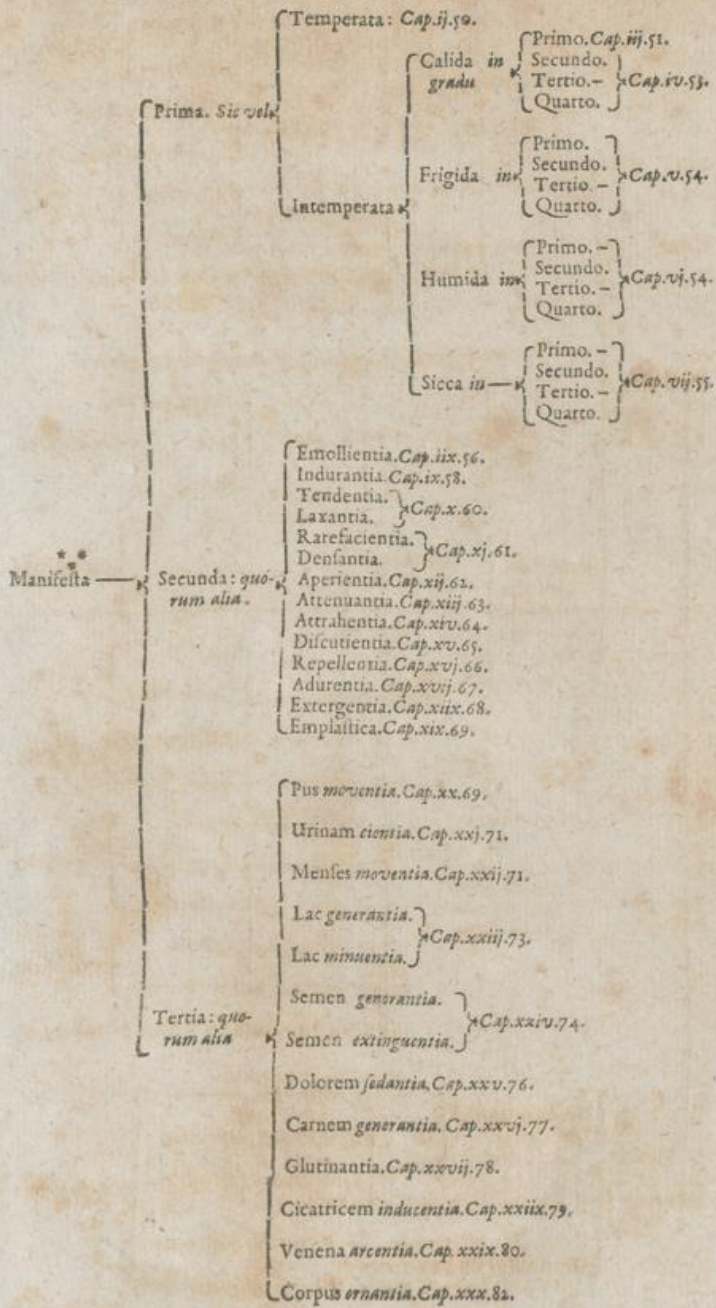 Temperata: Cap.ij.50.
Calida in gradu
Primo. Cap.iij.51.
Secundo.
Tertio.–
Quarto.
Cap.iv.53.
Prima. Sic vel
Intemperata
Frigida in
Primo.
Secundo.
Tertio.–
Quarto.
Cap.v.54.
Humida in
Primo.–
Secundo.
Tertio.–
Quarto.
Cap.vj.54.
Sicca in
Primo.–
Secundo.
Tertio.–
Quarto.
Cap.vij.55.
Manifeſta
Secunda: quo-
rum alia.
Emollientia.Cap.iix.56.
Indurantia.Cap.ix.58.
Tendentia.
Laxantia.
Cap.x.60.
Rarefacientia.
Denſantia.
Cap.xj.61.
Aperientia.Cap.xij.62.
Attenuantia.Cap.xiij.63.
Attrahentia.Cap.xiv.64.
Diſcutientia.Cap.xv.65.
Repellentia.Cap.xvj.66.
Adurentia.Cap.xvij.67.
Extergentia.Cap.xiix.68.
Emplaſtica.Cap.xix.69.
Tertia: quo-
rum alia
Pus moventia.Cap.xx.69.
Urinam cientia.Cap.xxj.71.
Menſes moventia.Cap.xxij.71.
Lac generantia.
Lac minuentia.
Cap.xxiij.73.
Semen generantia.
Semen extinguentia.
Cap.xxiv.74.
Dolorem ſedantia.Cap.xxv.76.
Carnem generantia.Cap.xxvj.77.
Glutinantia.Cap.xxvij.78.
Cicatricem inducentia.Cap.xxiix.79.
Venena arcentia.Cap.xxix.80.
Corpus ornantia.Cap.xxx.82.